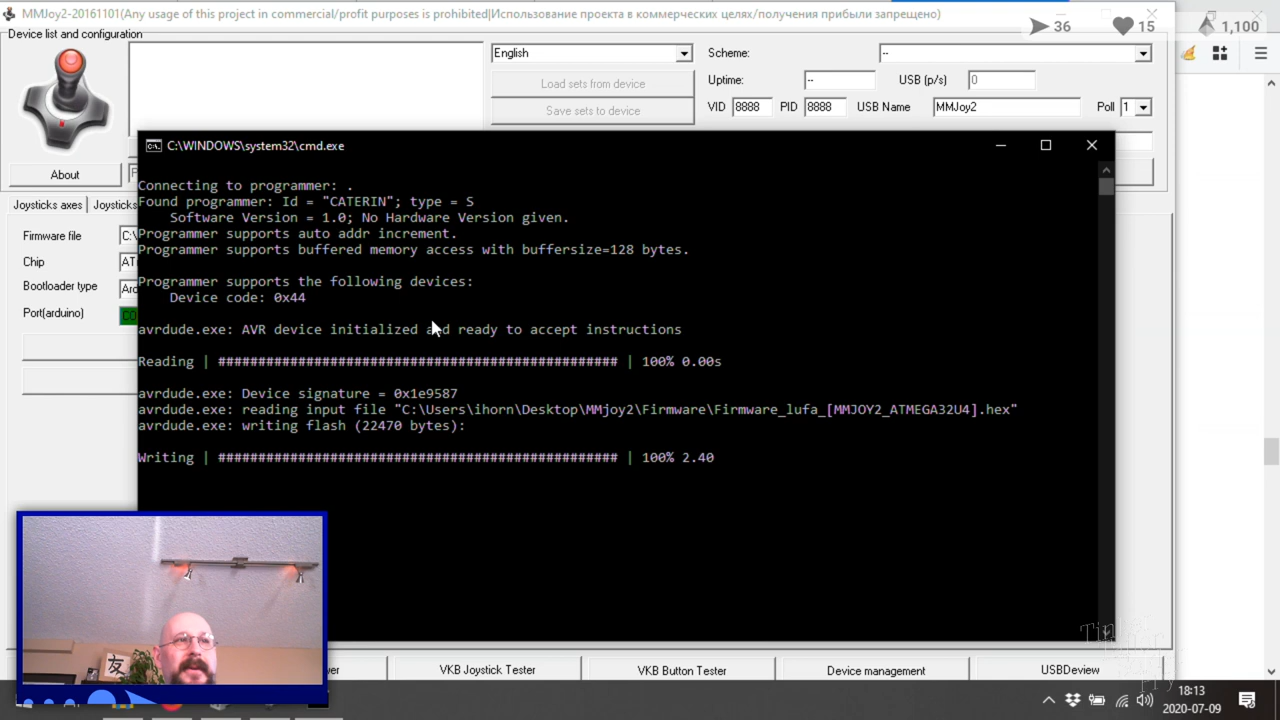 MMJoy2-20161101(Any usage of this project in commercial/profit purposes is prohibited|Использование проекта в коммерческих целях/получения прибыли запрещено)
36
15
1,100
Device list and configuration
English
Scheme:
--
Load sets from device
Uptime:
--
USB (p/s)
0
Save sets to device
VID
8888
PID
8888
USB Name
MMJoy2
Poll
1
C:\WINDOWS\system32\cmd.exe
About
Connecting to programmer: .
Found programmer: Id = "CATERIN"; type = S
Software Version = 1.0; No Hardware Version given.
Programmer supports auto addr increment.
Programmer supports buffered memory access with buffersize=128 bytes.
Programmer supports the following devices:
Device code: 0x44
avrdude.exe: AVR device initialized and ready to accept instructions
Reading | ################################################## | 100% 0.00s
avrdude.exe: Device signature = 0x1e9587
avrdude.exe: reading input file "C:\Users\ihorn\Desktop\MMjoy2\Firmware\Firmware_lufa_[MMJOY2_ATMEGA32U4].hex"
avrdude.exe: writing flash (22470 bytes):
Writing | ################################################## | 100% 2.40
Joysticks axes
Joysticks
Firmware file
C:\
Chip
AT
Bootloader type
Ard
Port(arduino)
CO
友
VKB Joystick Tester
VKB Button Tester
Device management
USBDeview
18:13
2020-07-09